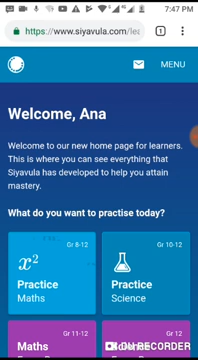 7:47 PM
https://www.siyavula.com/lea
1
MENU
Welcome, Ana
Welcome to our new home page for learners.
This is where you can see everything that
Siyavula has developed to help you attain
mastery.
What do you want to practise today?
Gr 8-12
x²
Practice
Maths
Gr 10-12
Practice
Science
Gr 11-12
Maths
Gr 12
RECORDER